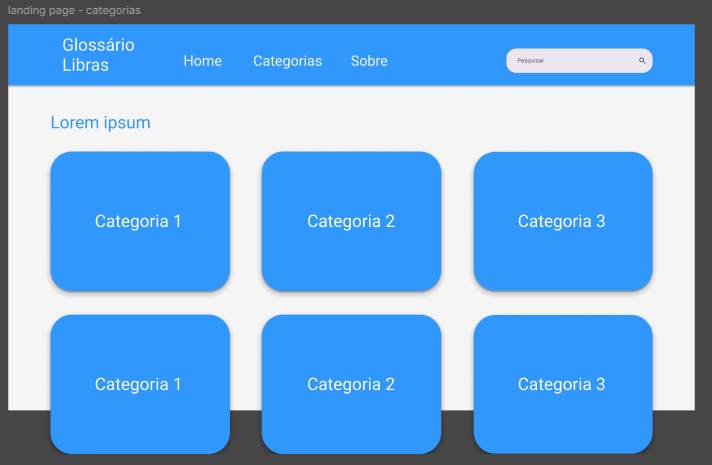 landing page - categorias
Glossário
Libras
Home
Categorias
Sobre
Pesquisar
Lorem ipsum
Categoria 1
Categoria 2
Categoria 3
Categoria 1
Categoria 2
Categoria 3